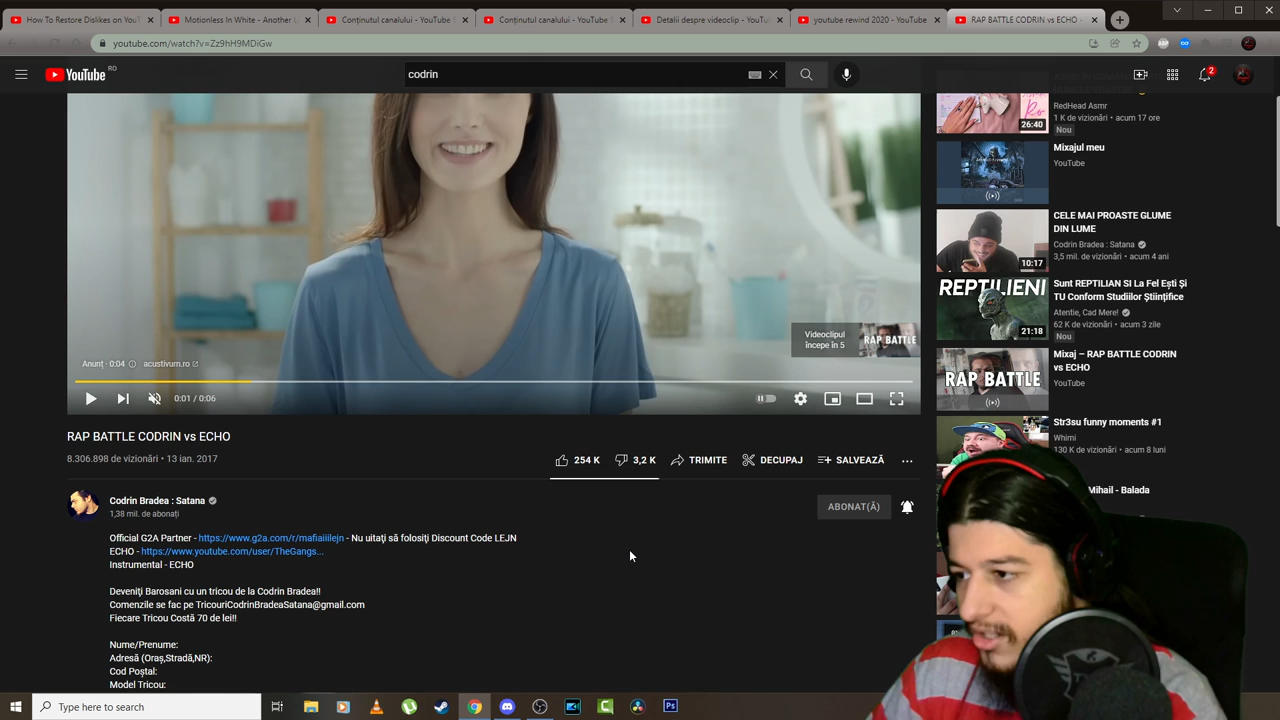 How To Restore Dislikes on YouT
Motionless In White - Another L
Conținutul canalului - YouTube S
Conținutul canalului - YouTube S
Detalii despre videoclip - YouTu
youtube rewind 2020 - YouTube
RAP BATTLE CODRIN vs ECHO -
youtube.com/watch?v=Zz9hH9MDiGw
YouTube RO
codrin
2
RedHead Asmr
1 K de vizionări • acum 17 ore
Nou
26:40
Mixajul meu
YouTube
CELE MAI PROASTE GLUME
DIN LUME
Codrin Bradea : Satana
3,5 mil. de vizionări • acum 4 ani
10:17
REPTILIENI
Sunt REPTILIAN SI La Fel Ești Și
TU Conform Studiilor Științifice
Atentie, Cad Mere!
62 K de vizionări • acum 3 zile
Nou
21:18
Videoclipul
începe în 5
RAP BATTLE
Anunț · 0:04
acustivum.ro
0:01 / 0:06
RAP BATTLE
Mixaj – RAP BATTLE CODRIN
vs ECHO
YouTube
Str3su funny moments #1
Whimi
130 K de vizionări • acum 8 luni
Mihail - Balada
RAP BATTLE CODRIN vs ECHO
8.306.898 de vizionări • 13 ian. 2017
254 K
3,2 K
TRIMITE
DECUPAJ
SALVEAZĂ
Codrin Bradea : Satana
1,38 mil. de abonați
ABONAT(Ă)
Official G2A Partner - https://www.g2a.com/r/mafiaiiilejn - Nu uitați să folosiți Discount Code LEJN
ECHO - https://www.youtube.com/user/TheGangs...
Instrumental - ECHO
Deveniți Barosani cu un tricou de la Codrin Bradea!!
Comenzile se fac pe TricouriCodrinBradeaSatana@gmail.com
Fiecare Tricou Costă 70 de lei!!
Nume/Prenume:
Adresă (Oraș,Stradă,NR):
Cod Poștal:
Model Tricou:
Type here to search
Ps